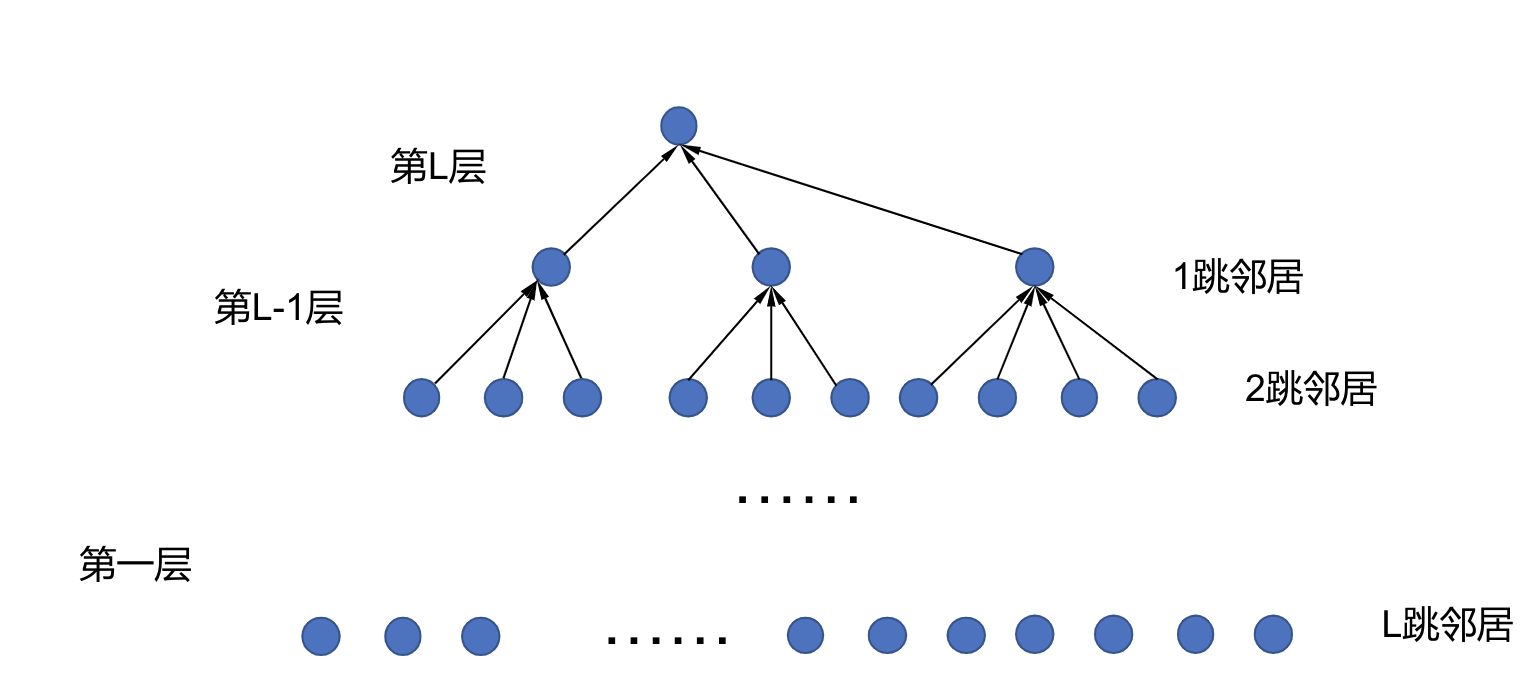 第L层
第L-1层
1跳邻居
2跳邻居
......
第一层
......
L跳邻居